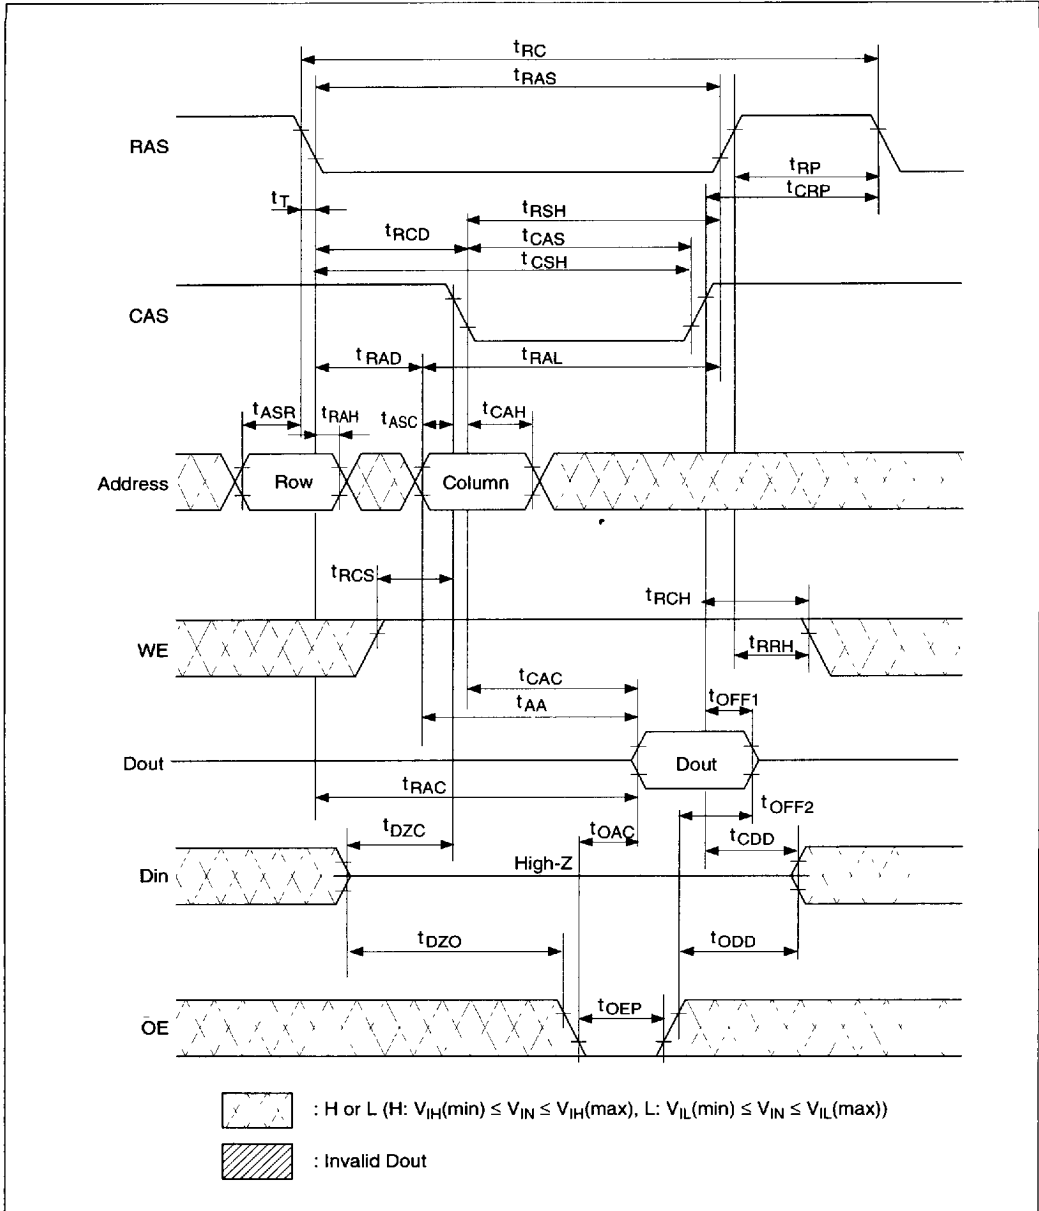 tRC
tRAS
RAS
tRP
tT
tCRP
tRSH
tRCD
tCAS
tCSH
CAS
tRAD
tRAL
tASR
tRAH
tASC
tCAH
Address
Row
Column
tRCS
tRCH
WE
tRRH
tCAC
tOFF1
tAA
Dout
Dout
tRAC
tOFF2
tDZC
tOAC
tCDD
High-Z
Din
tDZO
tODD
tOEP
OE
: H or L (H: VIH(min) ≤ VIN ≤ VIH(max), L: VIL(min) ≤ VIN ≤ VIL(max))
: Invalid Dout